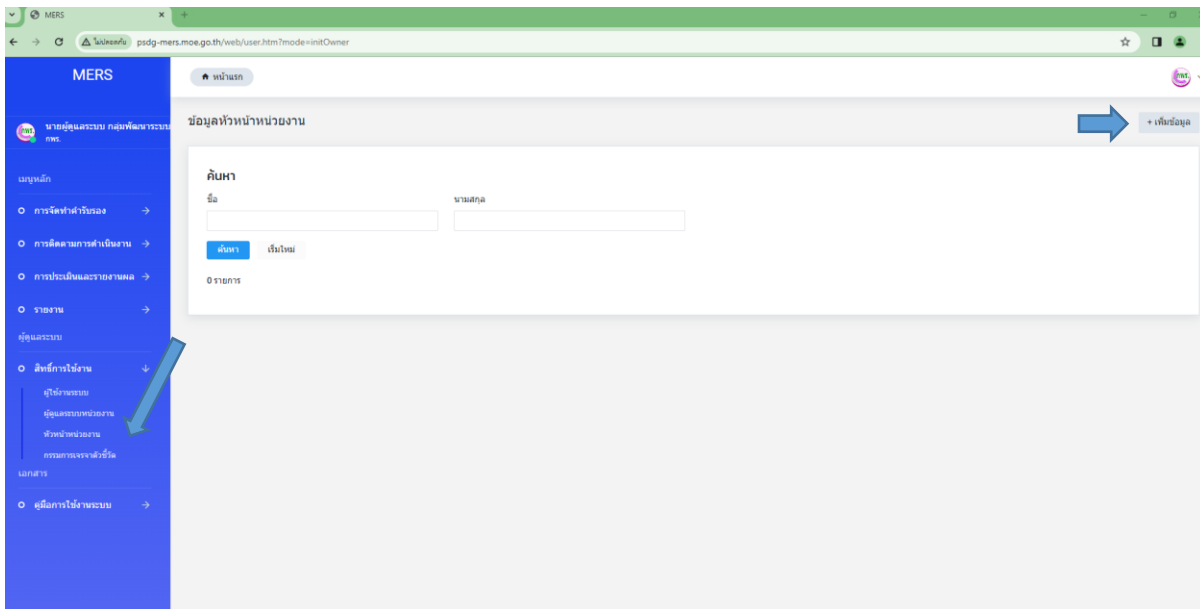 MERS
ไม่ปลอดภัย psdg-mers.moe.go.th/web/user.htm?mode=initOwner
MERS
หน้าแรก
กพร.
นายผู้ดูแลระบบ กลุ่มพัฒนาระบบ
กพร.
ข้อมูลหัวหน้าหน่วยงาน
+ เพิ่มข้อมูล
เมนูหลัก
การจัดทำคำรับรอง
การติดตามการดำเนินงาน
การประเมินและรายงานผล
รายงาน
ผู้ดูแลระบบ
สิทธิ์การใช้งาน
ผู้ใช้งานระบบ
ผู้ดูแลระบบหน่วยงาน
หัวหน้าหน่วยงาน
กรรมการเจรจาตัวชี้วัด
เอกสาร
คู่มือการใช้งานระบบ
ค้นหา
ชื่อ
นามสกุล
ค้นหา
เริ่มใหม่
0 รายการ